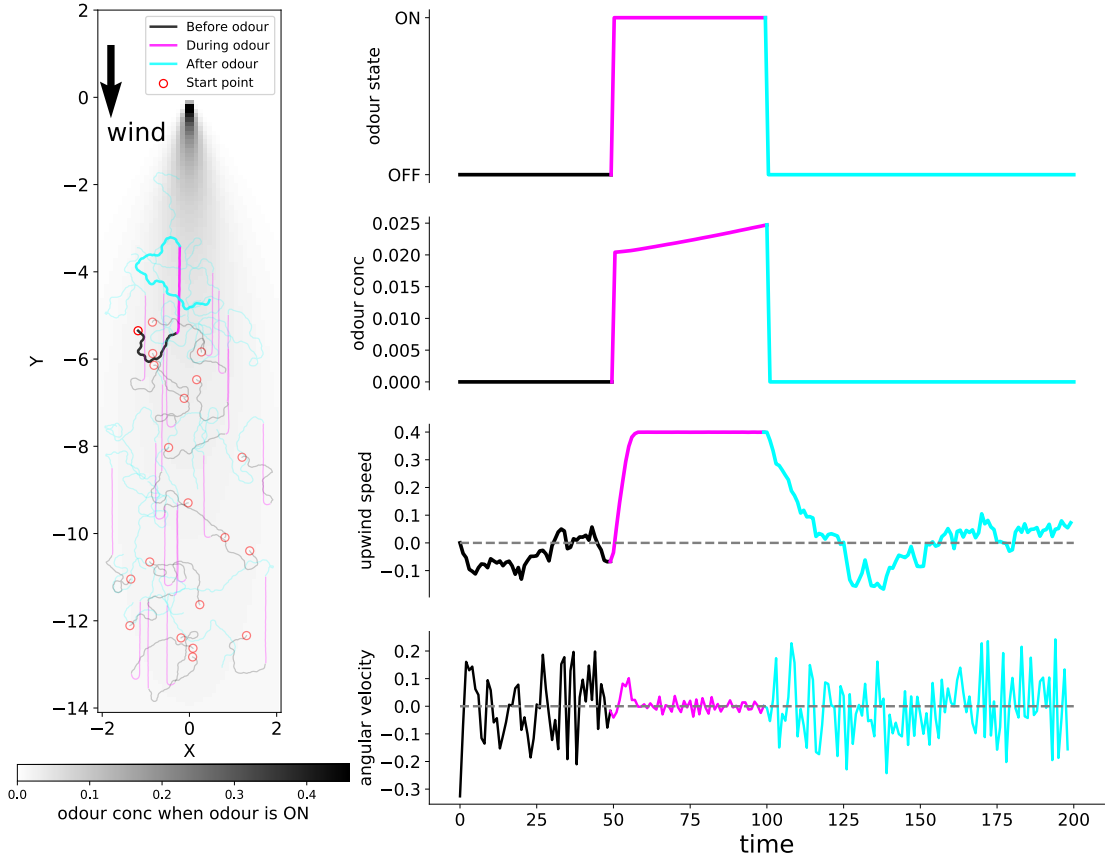 2
0
−2
−4
−6
−8
−10
−12
−14
Y
Before odour
During odour
After odour
Start point
wind
−2
0
2
X
0.0
0.1
0.2
0.3
0.4
odour conc when odour is ON
ON
OFF
odour state
0.025
0.020
0.015
0.010
0.005
0.000
odour conc
0.4
0.3
0.2
0.1
0.0
−0.1
upwind speed
0.2
0.1
0.0
−0.1
−0.2
−0.3
angular velocity
0
25
50
75
100
125
150
175
200
time